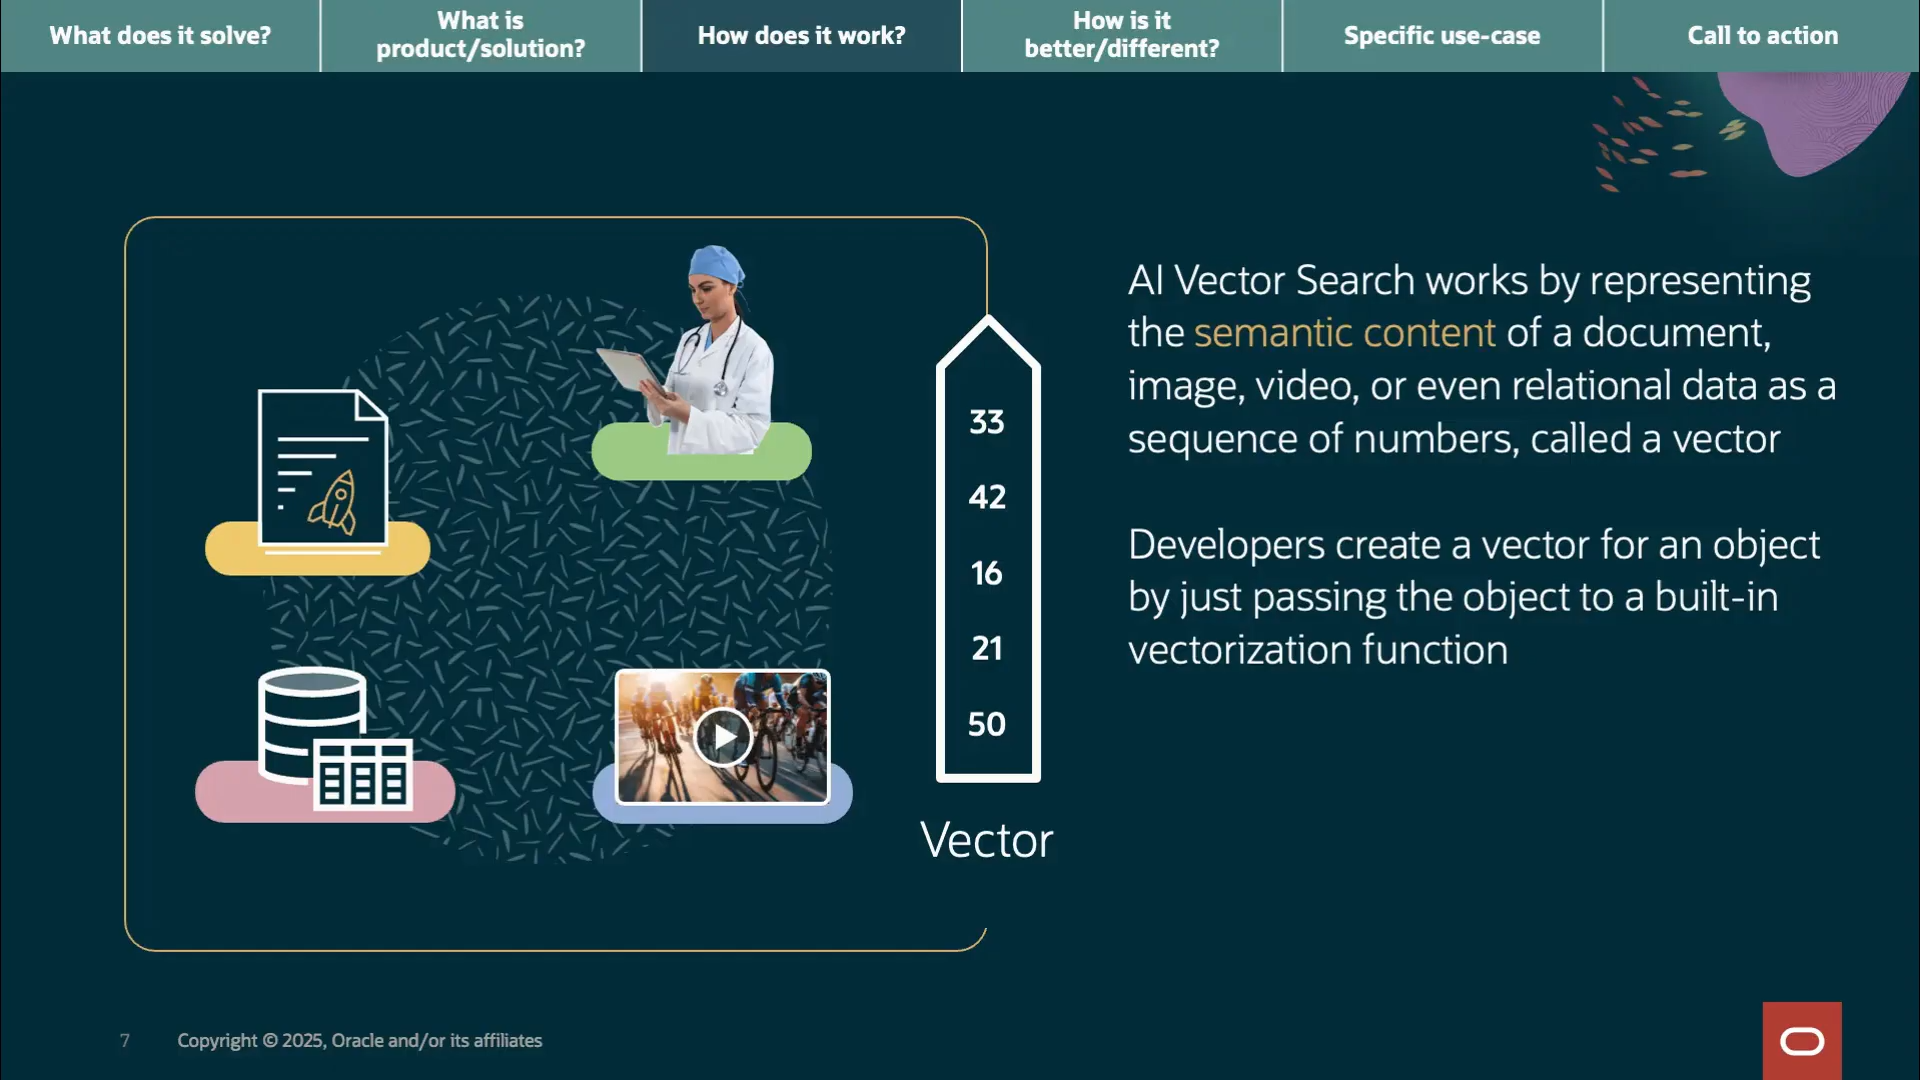 What does it solve?
What is
product/solution?
How does it work?
How is it
better/different?
Specific use-case
Call to action
33
42
16
21
50
Vector
AI Vector Search works by representing
the semantic content of a document,
image, video, or even relational data as a
sequence of numbers, called a vector
Developers create a vector for an object
by just passing the object to a built-in
vectorization function
7
Copyright © 2025, Oracle and/or its affiliates